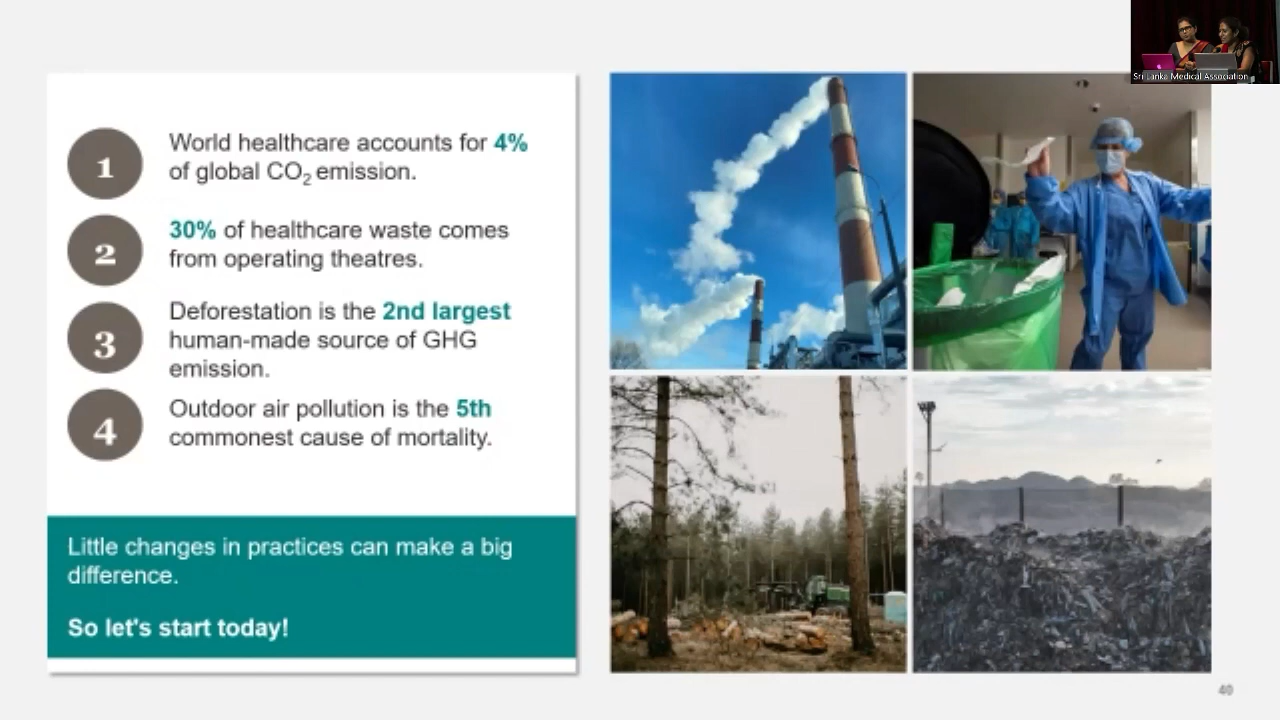 Sri Lanka Medical Association
1
World healthcare accounts for 4%
of global CO₂ emission.
2
30% of healthcare waste comes
from operating theatres.
3
Deforestation is the 2nd largest
human-made source of GHG
emission.
4
Outdoor air pollution is the 5th
commonest cause of mortality.
Little changes in practices can make a big
difference.
So let's start today!
40